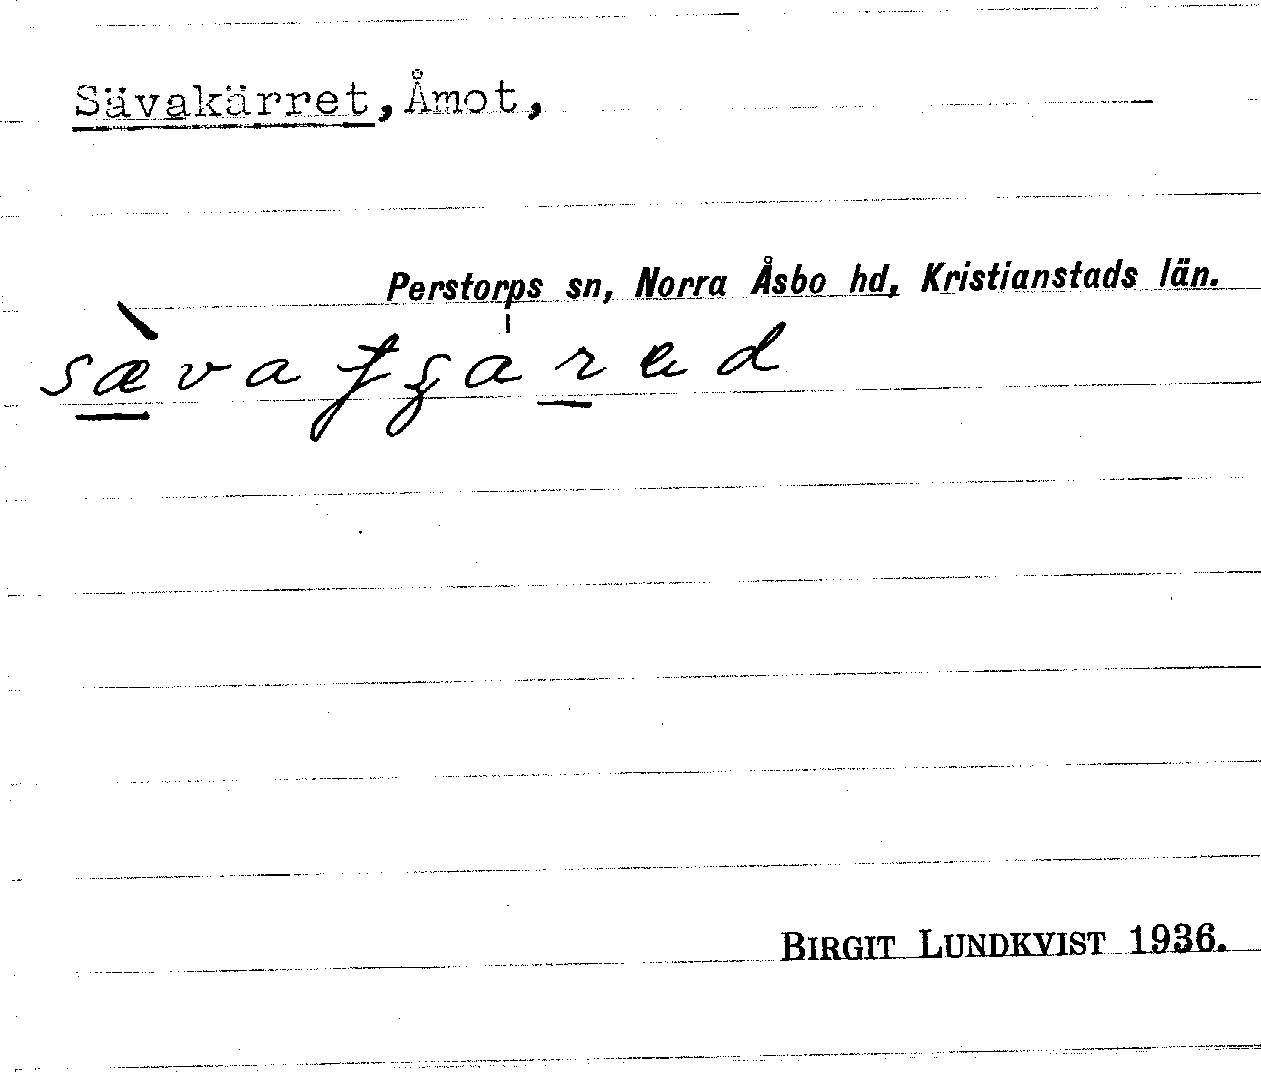 Sävakärret, Åmot,
Perstorps sn, Norra Åsbo hd, Kristianstads län.
BIRGIT LUNDKVIST 1936.